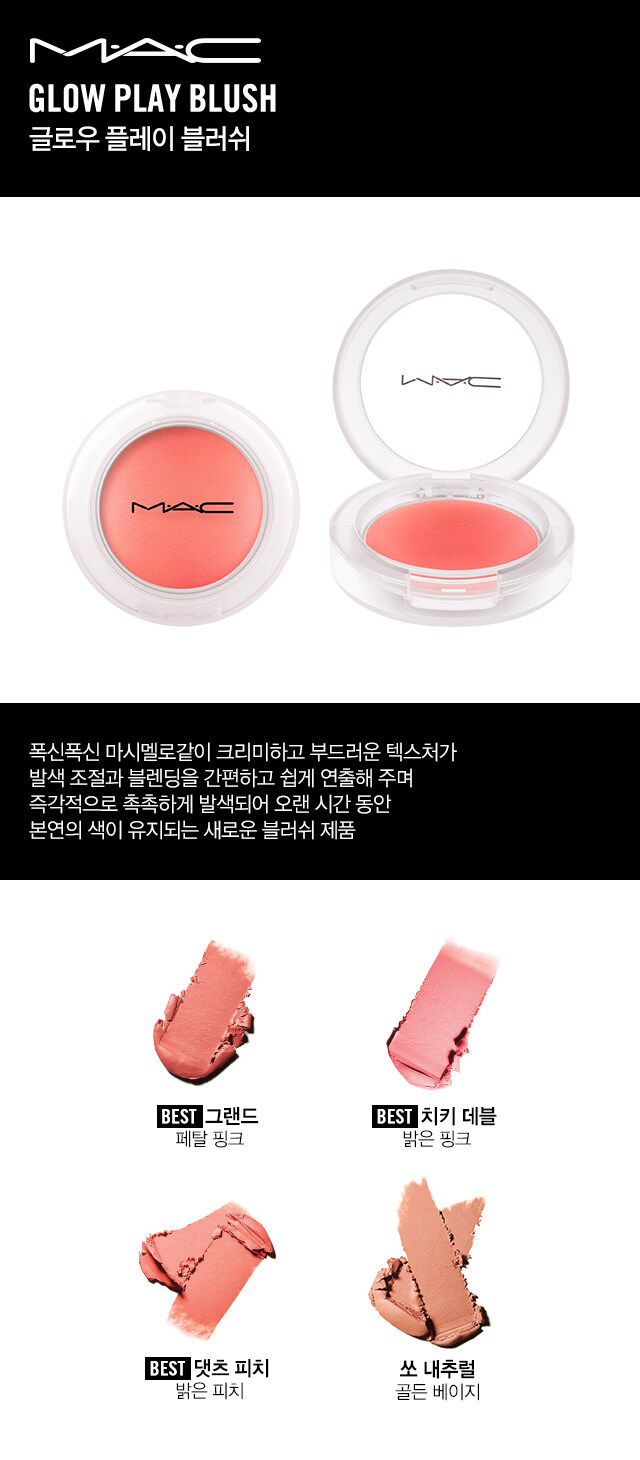 M·A·C
GLOW PLAY BLUSH
글로우 플레이 블러쉬
M·A·C
M·A·C
폭신폭신 마시멜로같이 크리미하고 부드러운 텍스처가
발색 조절과 블렌딩을 간편하고 쉽게 연출해 주며
즉각적으로 촉촉하게 발색되어 오랜 시간 동안
본연의 색이 유지되는 새로운 블러쉬 제품
BEST 그랜드
페탈 핑크
BEST 치키 데블
밝은 핑크
BEST 댓츠 피치
밝은 피치
쏘 내추럴
골든 베이지